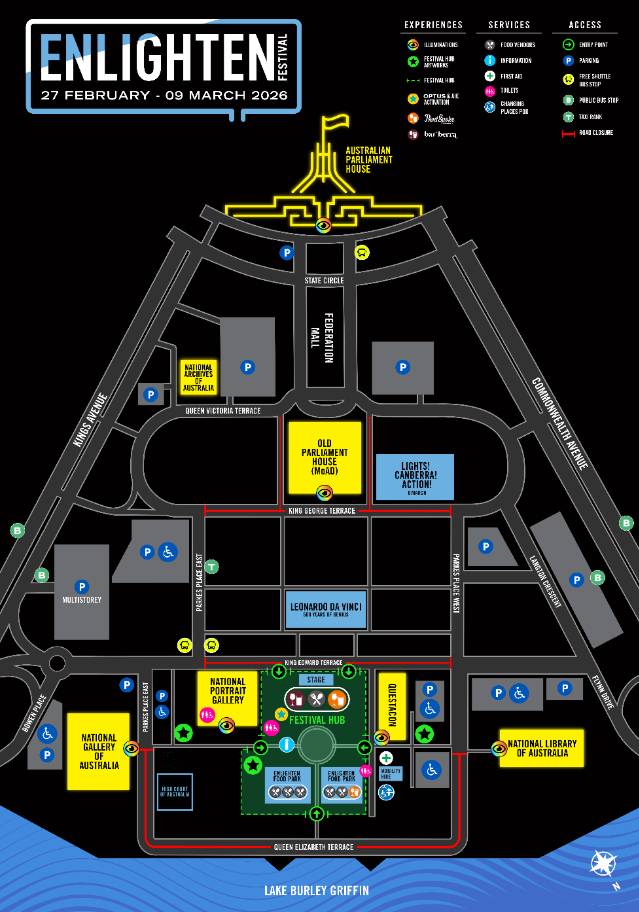 ENLIGHTEN
FESTIVAL
27 FEBRUARY - 09 MARCH 2026
EXPERIENCES
ILLUMINATIONS
FESTIVAL HUB
ARTWORKS
FESTIVAL HUB
ACTIVATION
bar'berra
SERVICES
FOOD VENDORS
INFORMATION
FIRST AID
TOILETS
CHANGING
PLACES POD
ACCESS
ENTRY POINT
P PARKING
FREE SHUTTLE
BUS STOP
B PUBLIC BUS STOP
T TAXI RANK
ROAD CLOSURE
AUSTRALIAN
PARLIAMENT
HOUSE
P
STATE CIRCLE
FEDERATION
MALL
NATIONAL
ARCHIVES
OF
AUSTRALIA
P
P
P
QUEEN VICTORIA TERRACE
KINGS AVENUE
COMMONWEALTH AVENUE
OLD
PARLIAMENT
HOUSE
(MoAD)
LIGHTS!
CANBERRA!
ACTION!
KING GEORGE TERRACE
B
B
P
B
P
P
B
P
MULTISTOREY
T
PARKES PLACE EAST
PARKES PLACE WEST
LANGTON CRESCENT
LEONARDO DA VINCI
500 YEARS OF GENIUS
KING EDWARD TERRACE
BOWEN PLACE
P
PARKES PLACE EAST
P
NATIONAL
PORTRAIT
GALLERY
STAGE
FESTIVAL HUB
QUESTACON
P
P
P
FLYNN DRIVE
P
NATIONAL
GALLERY
OF
AUSTRALIA
NATIONAL LIBRARY
OF AUSTRALIA
HIGH COURT
OF AUSTRALIA
ENLIGHTEN
FOOD PARK
ENLIGHTEN
FOOD PARK
MOBILITY
HIRE
QUEEN ELIZABETH TERRACE
LAKE BURLEY GRIFFIN
N